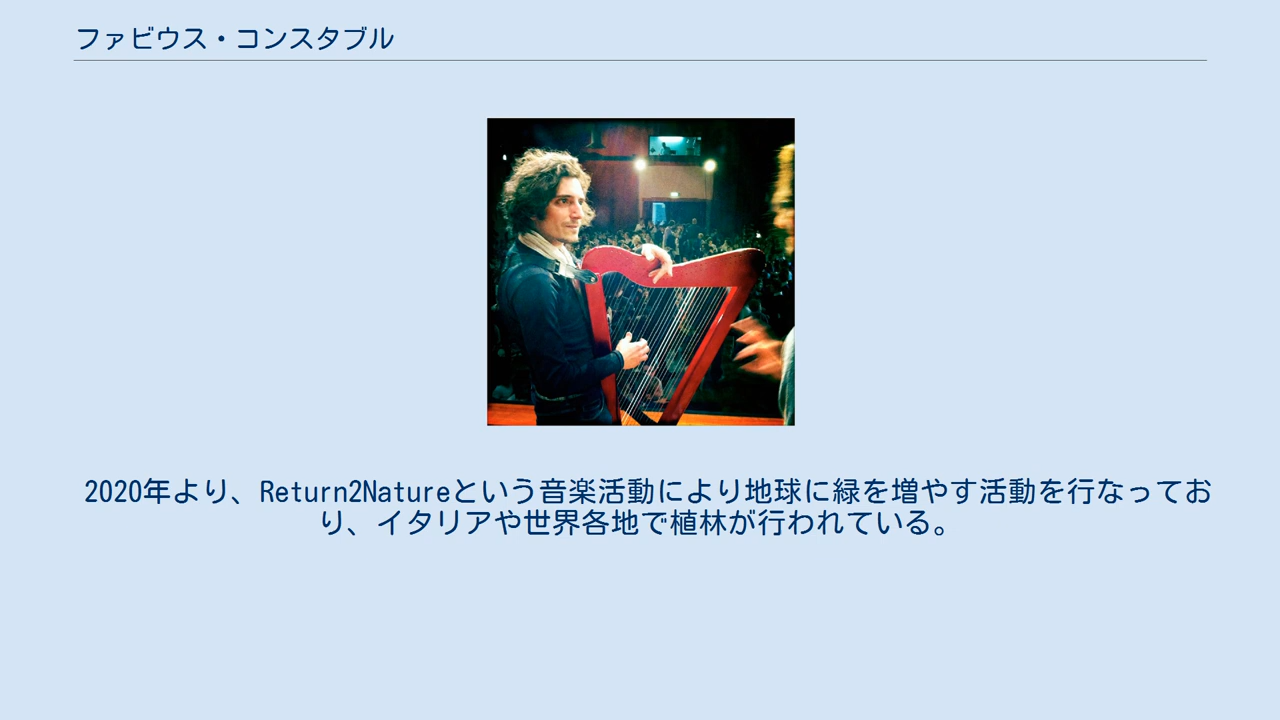 ファビウス・コンスタブル
2020年より、Return2Natureという音楽活動により地球に緑を増やす活動を行なってお
り、イタリアや世界各地で植林が行われている。